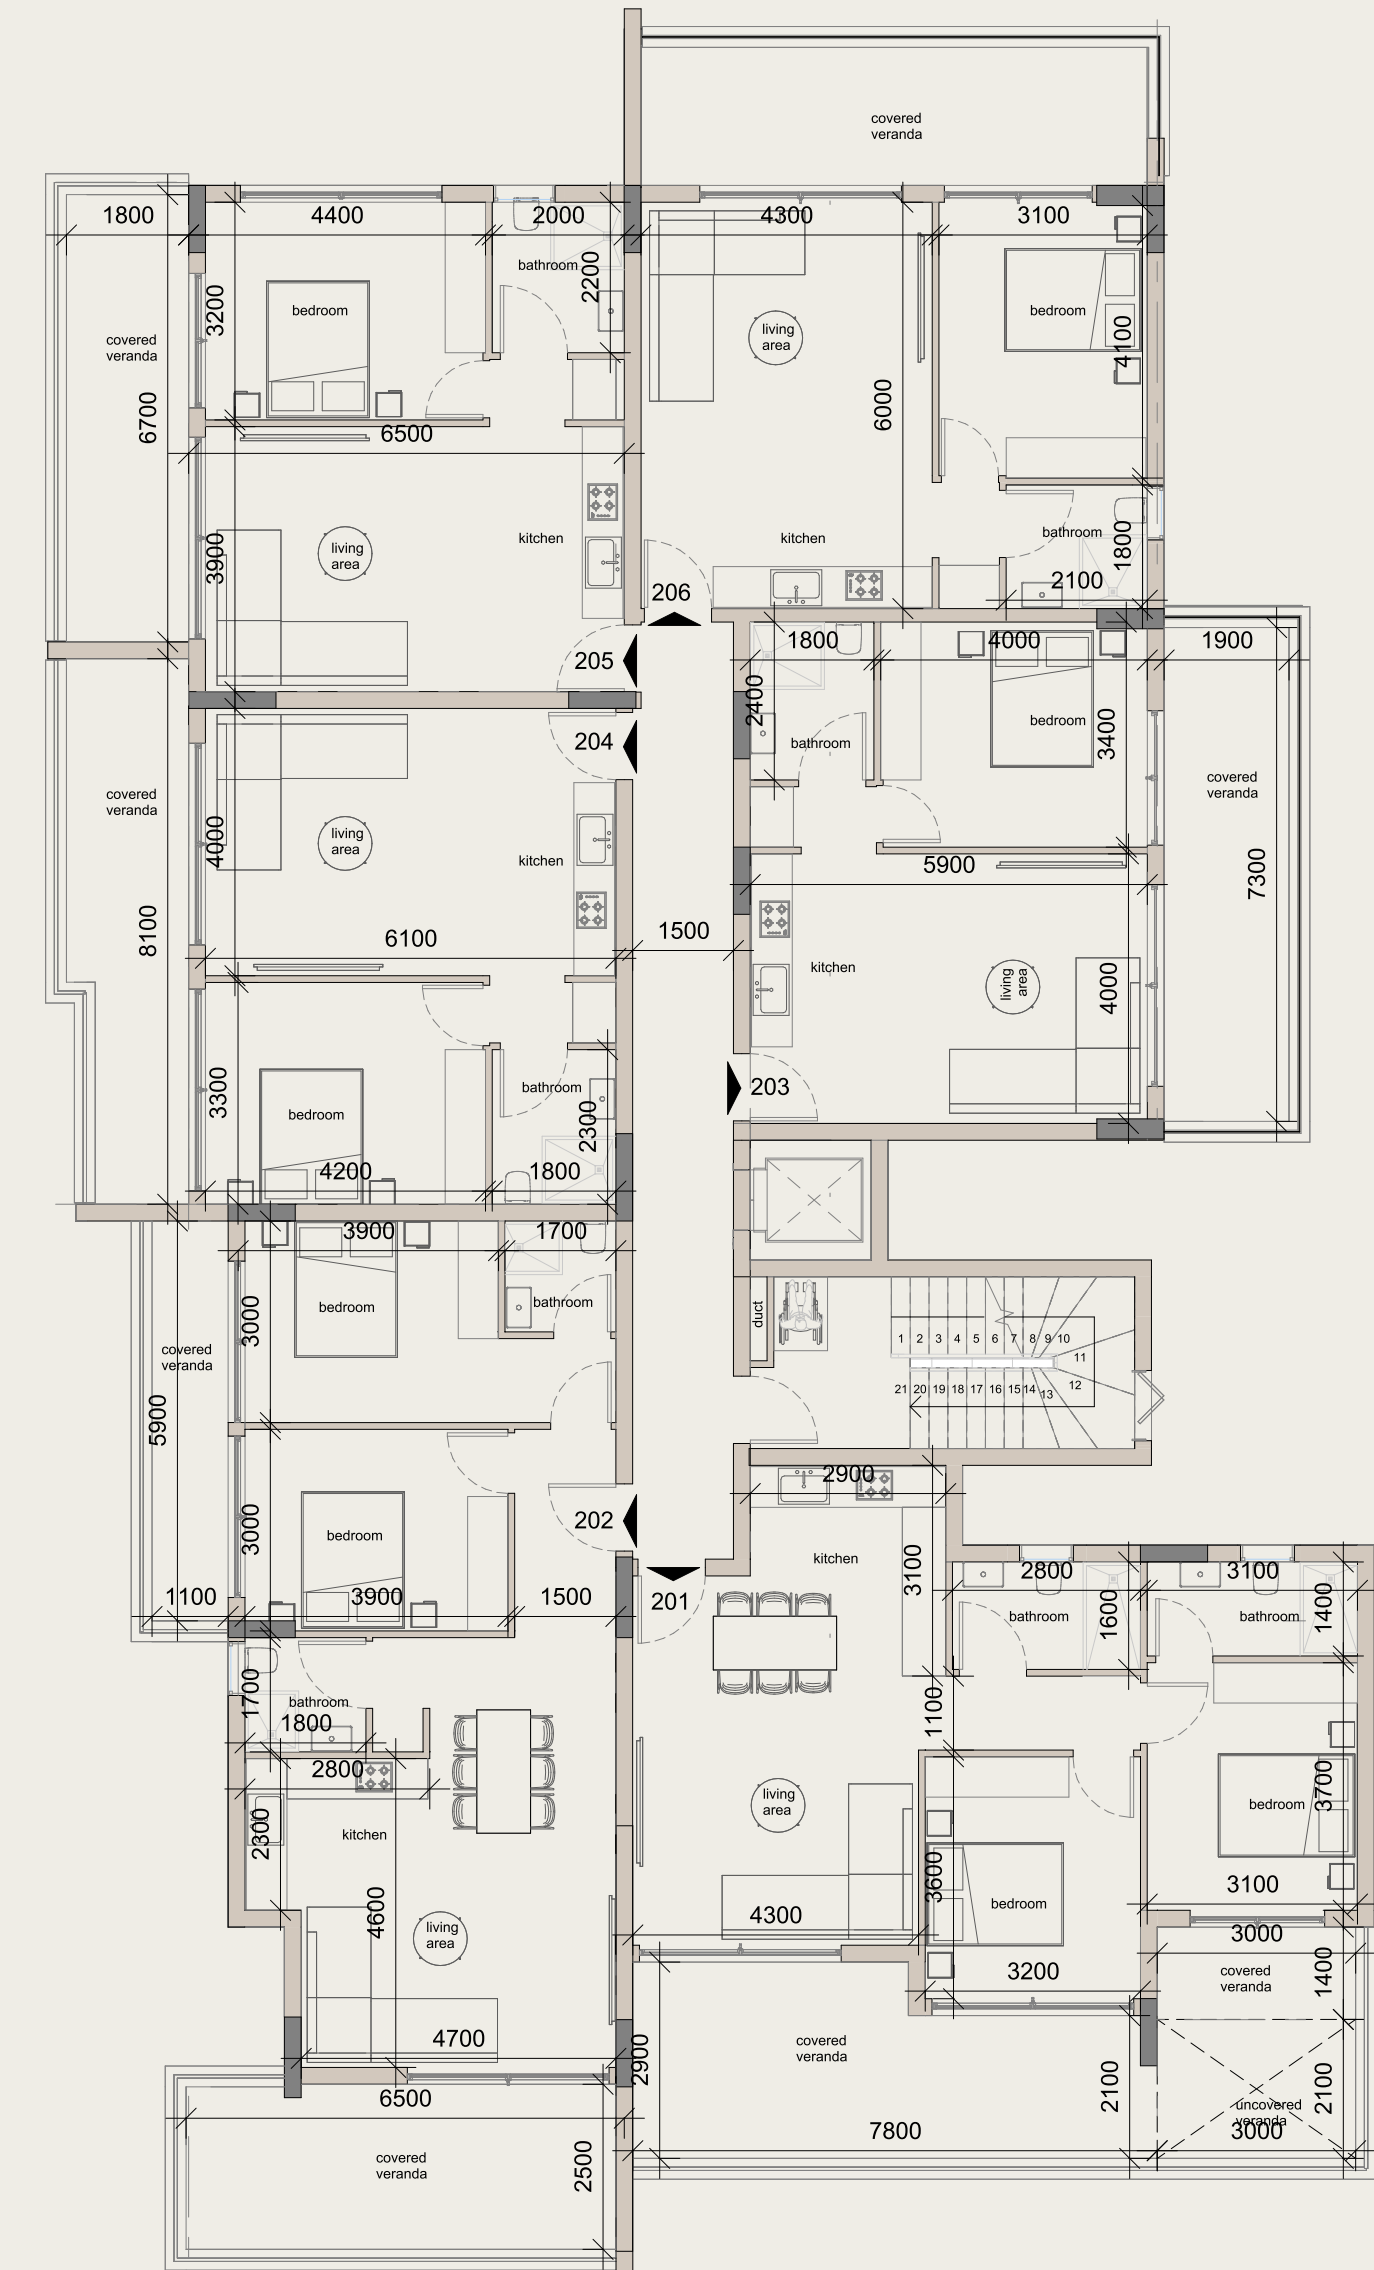 covered
veranda
1800
4400
2000
4300
3100
bathroom
2200
3200
bedroom
living
area
bedroom
4100
covered
veranda
6700
6500
6000
3900
living
area
kitchen
kitchen
bathroom
1800
2100
206
205
1800
4000
1900
204
2400
bathroom
bedroom
3400
covered
veranda
covered
veranda
4000
living
area
kitchen
5900
7300
8100
6100
1500
kitchen
living
area
4000
203
3300
bedroom
bathroom
2300
4200
1800
3900
1700
3000
bedroom
bathroom
duct
covered
veranda
1 2 3 4 5 6 7 8 9 10
11
12
21 20 19 18 17 16 15 14 13
5900
3000
bedroom
202
2900
kitchen
3100
1100
3900
1500
201
2800
3100
bathroom
1600
bathroom
1400
1700
bathroom
1800
1100
2800
2300
kitchen
living
area
3700
bedroom
4600
living
area
4300
3600
bedroom
3100
3000
3200
covered
veranda
1400
4700
2900
covered
veranda
6500
2100
2100
uncovered
veranda
3000
7800
covered
veranda
2500